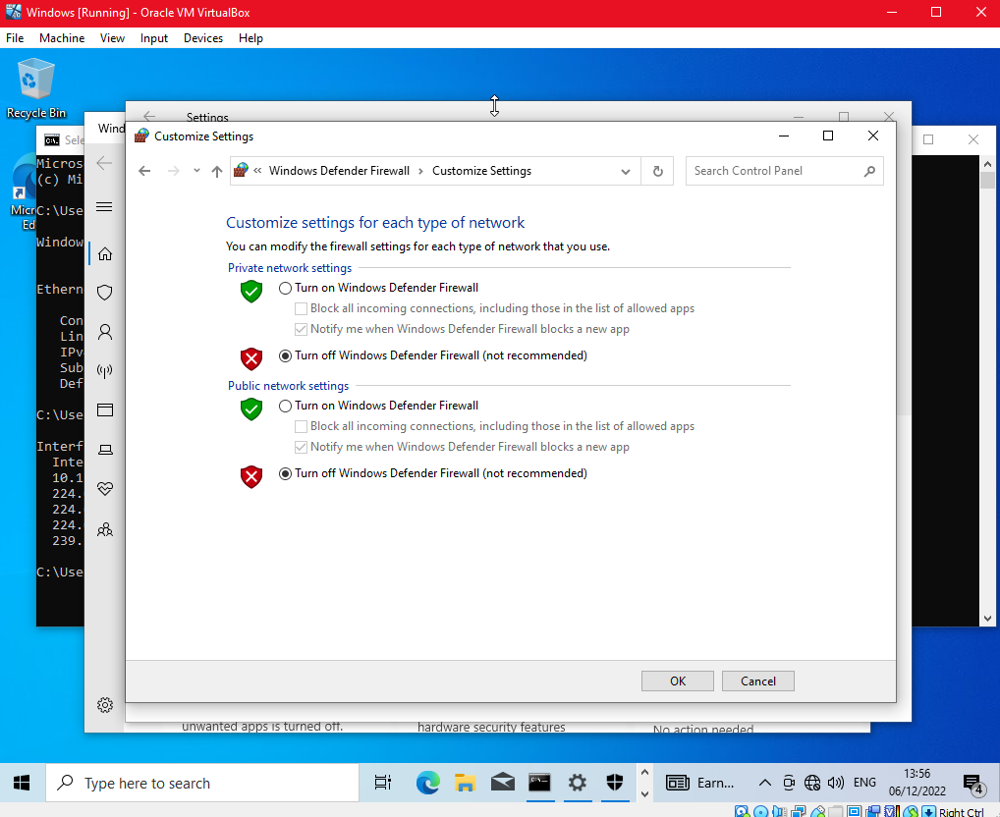 Windows [Running] - Oracle VM VirtualBox
File Machine View Input Devices Help
Recycle Bin
Settings
Wind
Customize Settings
Sele
Micros
(c) Mi
« Windows Defender Firewall › Customize Settings
Search Control Panel
Micr
Ed
C:\Use
Customize settings for each type of network
Window
You can modify the firewall settings for each type of network that you use.
Private network settings
Ethern
Turn on Windows Defender Firewall
Block all incoming connections, including those in the list of allowed apps
Con
Notify me when Windows Defender Firewall blocks a new app
Lin
IPv
Turn off Windows Defender Firewall (not recommended)
Sub
Def
Public network settings
Turn on Windows Defender Firewall
C:\Use
Block all incoming connections, including those in the list of allowed apps
Interf
Notify me when Windows Defender Firewall blocks a new app
Inte
10.1
Turn off Windows Defender Firewall (not recommended)
224.
224.
224.
239.
C:\Use
OK Cancel
unwanted apps is turned off.
hardware security features
No action needed.
Type here to search
Earn...
ENG
13:56
06/12/2022
4
Right Ctrl